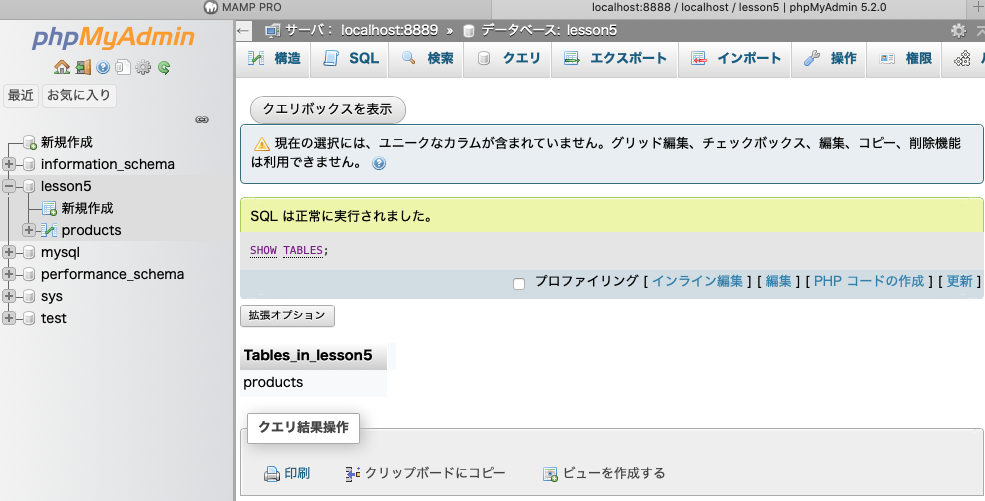 MAMP PRO
localhost:8888 / localhost / lesson5 | phpMyAdmin 5.2.0
phpMyAdmin
最近 お気に入り
新規作成
information_schema
lesson5
新規作成
products
mysql
performance_schema
sys
test
サーバ： localhost:8889 » データベース: lesson5
構造 SQL 検索 クエリ エクスポート インポート 操作 権限
クエリボックスを表示
現在の選択には、ユニークなカラムが含まれていません。グリッド編集、チェックボックス、編集、コピー、削除機能
は利用できません。
SQL は正常に実行されました。
SHOW TABLES;
プロファイリング [ インライン編集 ] [ 編集 ] [ PHP コードの作成 ] [ 更新 ]
拡張オプション
Tables_in_lesson5
products
クエリ結果操作
印刷 クリップボードにコピー ビューを作成する